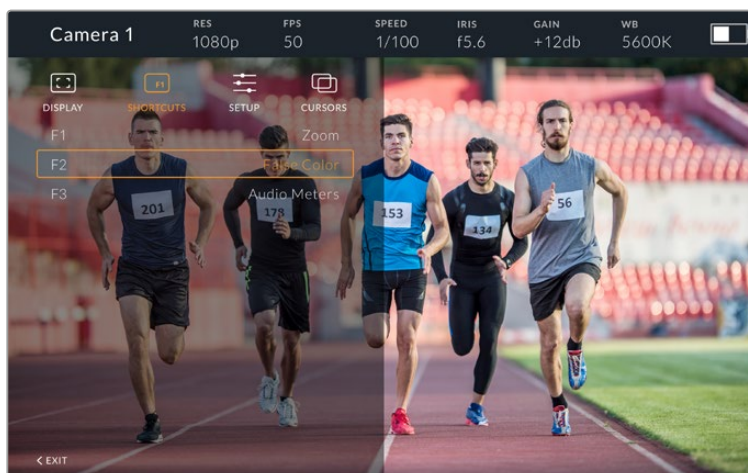 Camera 1
RES
1080p
FPS
50
SPEED
1/100
IRIS
f5.6
GAIN
+12db
WB
5600K
F1
DISPLAY
SHORTCUTS
SETUP
CURSORS
F1 Zoom
F2 False Color
F3 Audio Meters
201
178
153
134
56
< EXIT